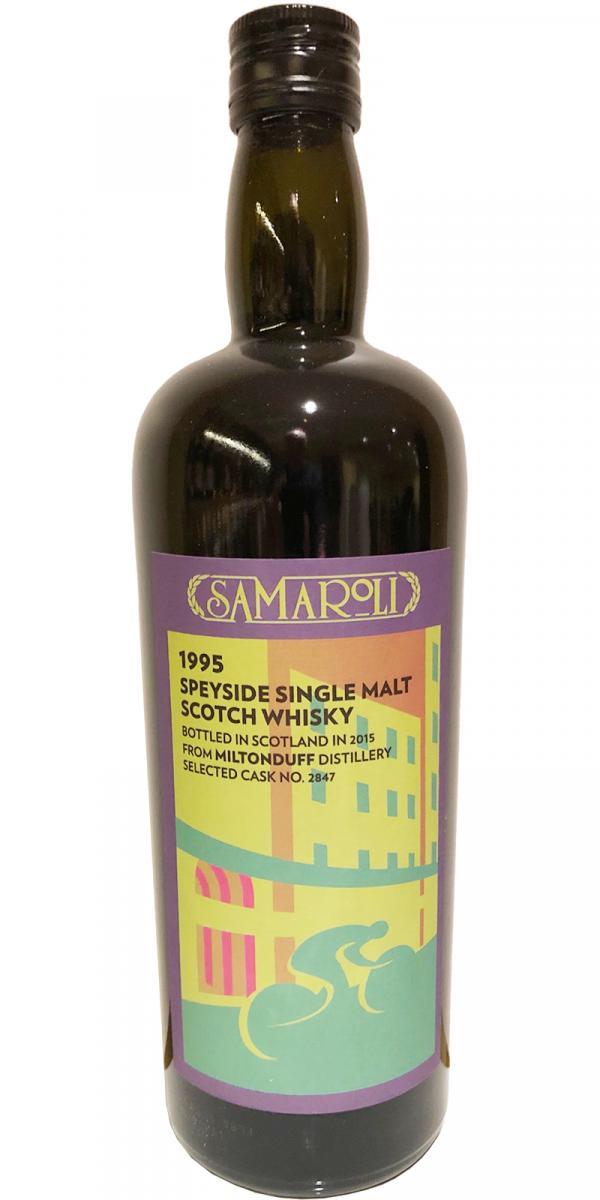 SAMAROLI
1995
SPEYSIDE SINGLE MALT
SCOTCH WHISKY
BOTTLED IN SCOTLAND IN 2015
FROM MILTONDUFF DISTILLERY
SELECTED CASK NO. 2847